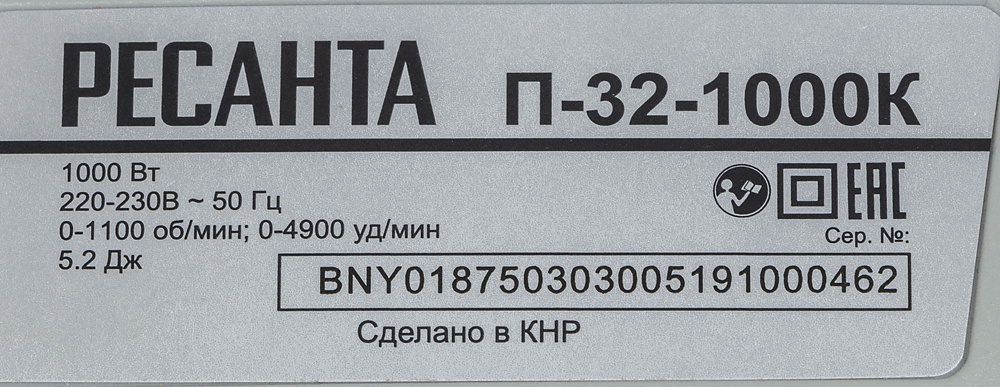 РЕСАНТА П-32-1000К
1000 Вт
220-230В ~ 50 Гц
0-1100 об/мин; 0-4900 уд/мин
5.2 Дж
EAC
Сер. №:
BNY018750303005191000462
Сделано в КНР